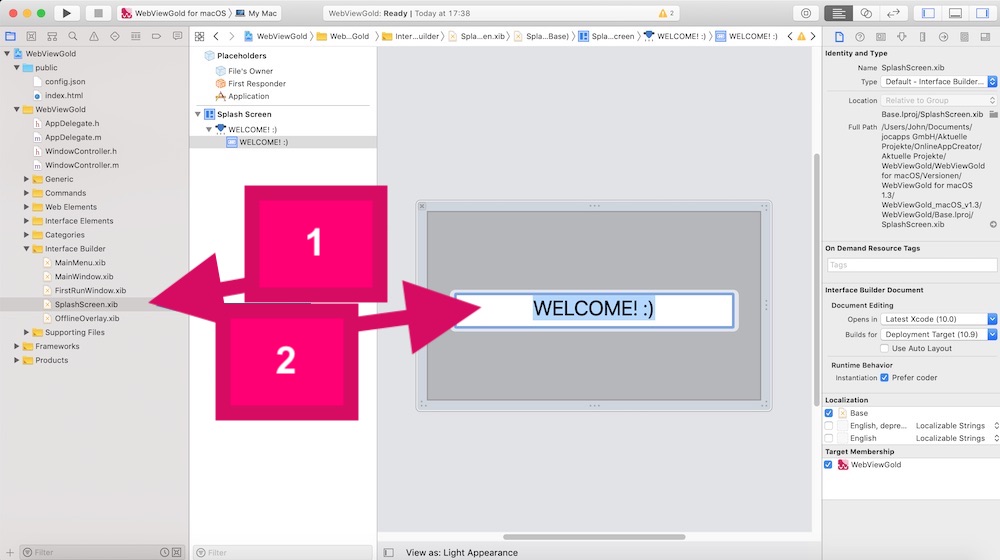 WebViewGold for macOS
My Mac
WebViewGold: Ready | Today at 17:38
2
WebViewGold
Web...Gold
Inter...uilder
Spla...en.xib
Spla...Base)
Spla...creen
WELCOME! :)
WELCOME! :)
WebViewGold
public
config.json
index.html
WebViewGold
AppDelegate.h
AppDelegate.m
WindowController.h
WindowController.m
Generic
Commands
Web Elements
Interface Elements
Categories
Interface Builder
MainMenu.xib
MainWindow.xib
FirstRunWindow.xib
SplashScreen.xib
OfflineOverlay.xib
Supporting Files
Frameworks
Products
Filter
Placeholders
File's Owner
First Responder
Application
Splash Screen
WELCOME! :)
WELCOME! :)
1
2
Filter
WELCOME! :)
View as: Light Appearance
Identity and Type
Name SplashScreen.xib
Type Default - Interface Builder...
Location Relative to Group
Base.lproj/SplashScreen.xib
Full Path /Users/John/Documents/
jocapps GmbH/Aktuelle
Projekte/OnlineAppCreator/
Aktuelle Projekte/
WebViewGold/WebViewGold
for macOS/Versionen/
WebViewGold for macOS
1.3/
WebViewGold_macOS_v1.3/
WebViewGold/Base.lproj/
SplashScreen.xib
On Demand Resource Tags
Tags
Interface Builder Document
Document Editing
Opens in Latest Xcode (10.0)
Builds for Deployment Target (10.9)
Use Auto Layout
Runtime Behavior
Instantiation Prefer coder
Localization
Base
English, depre... Localizable Strings
English Localizable Strings
Target Membership
WebViewGold